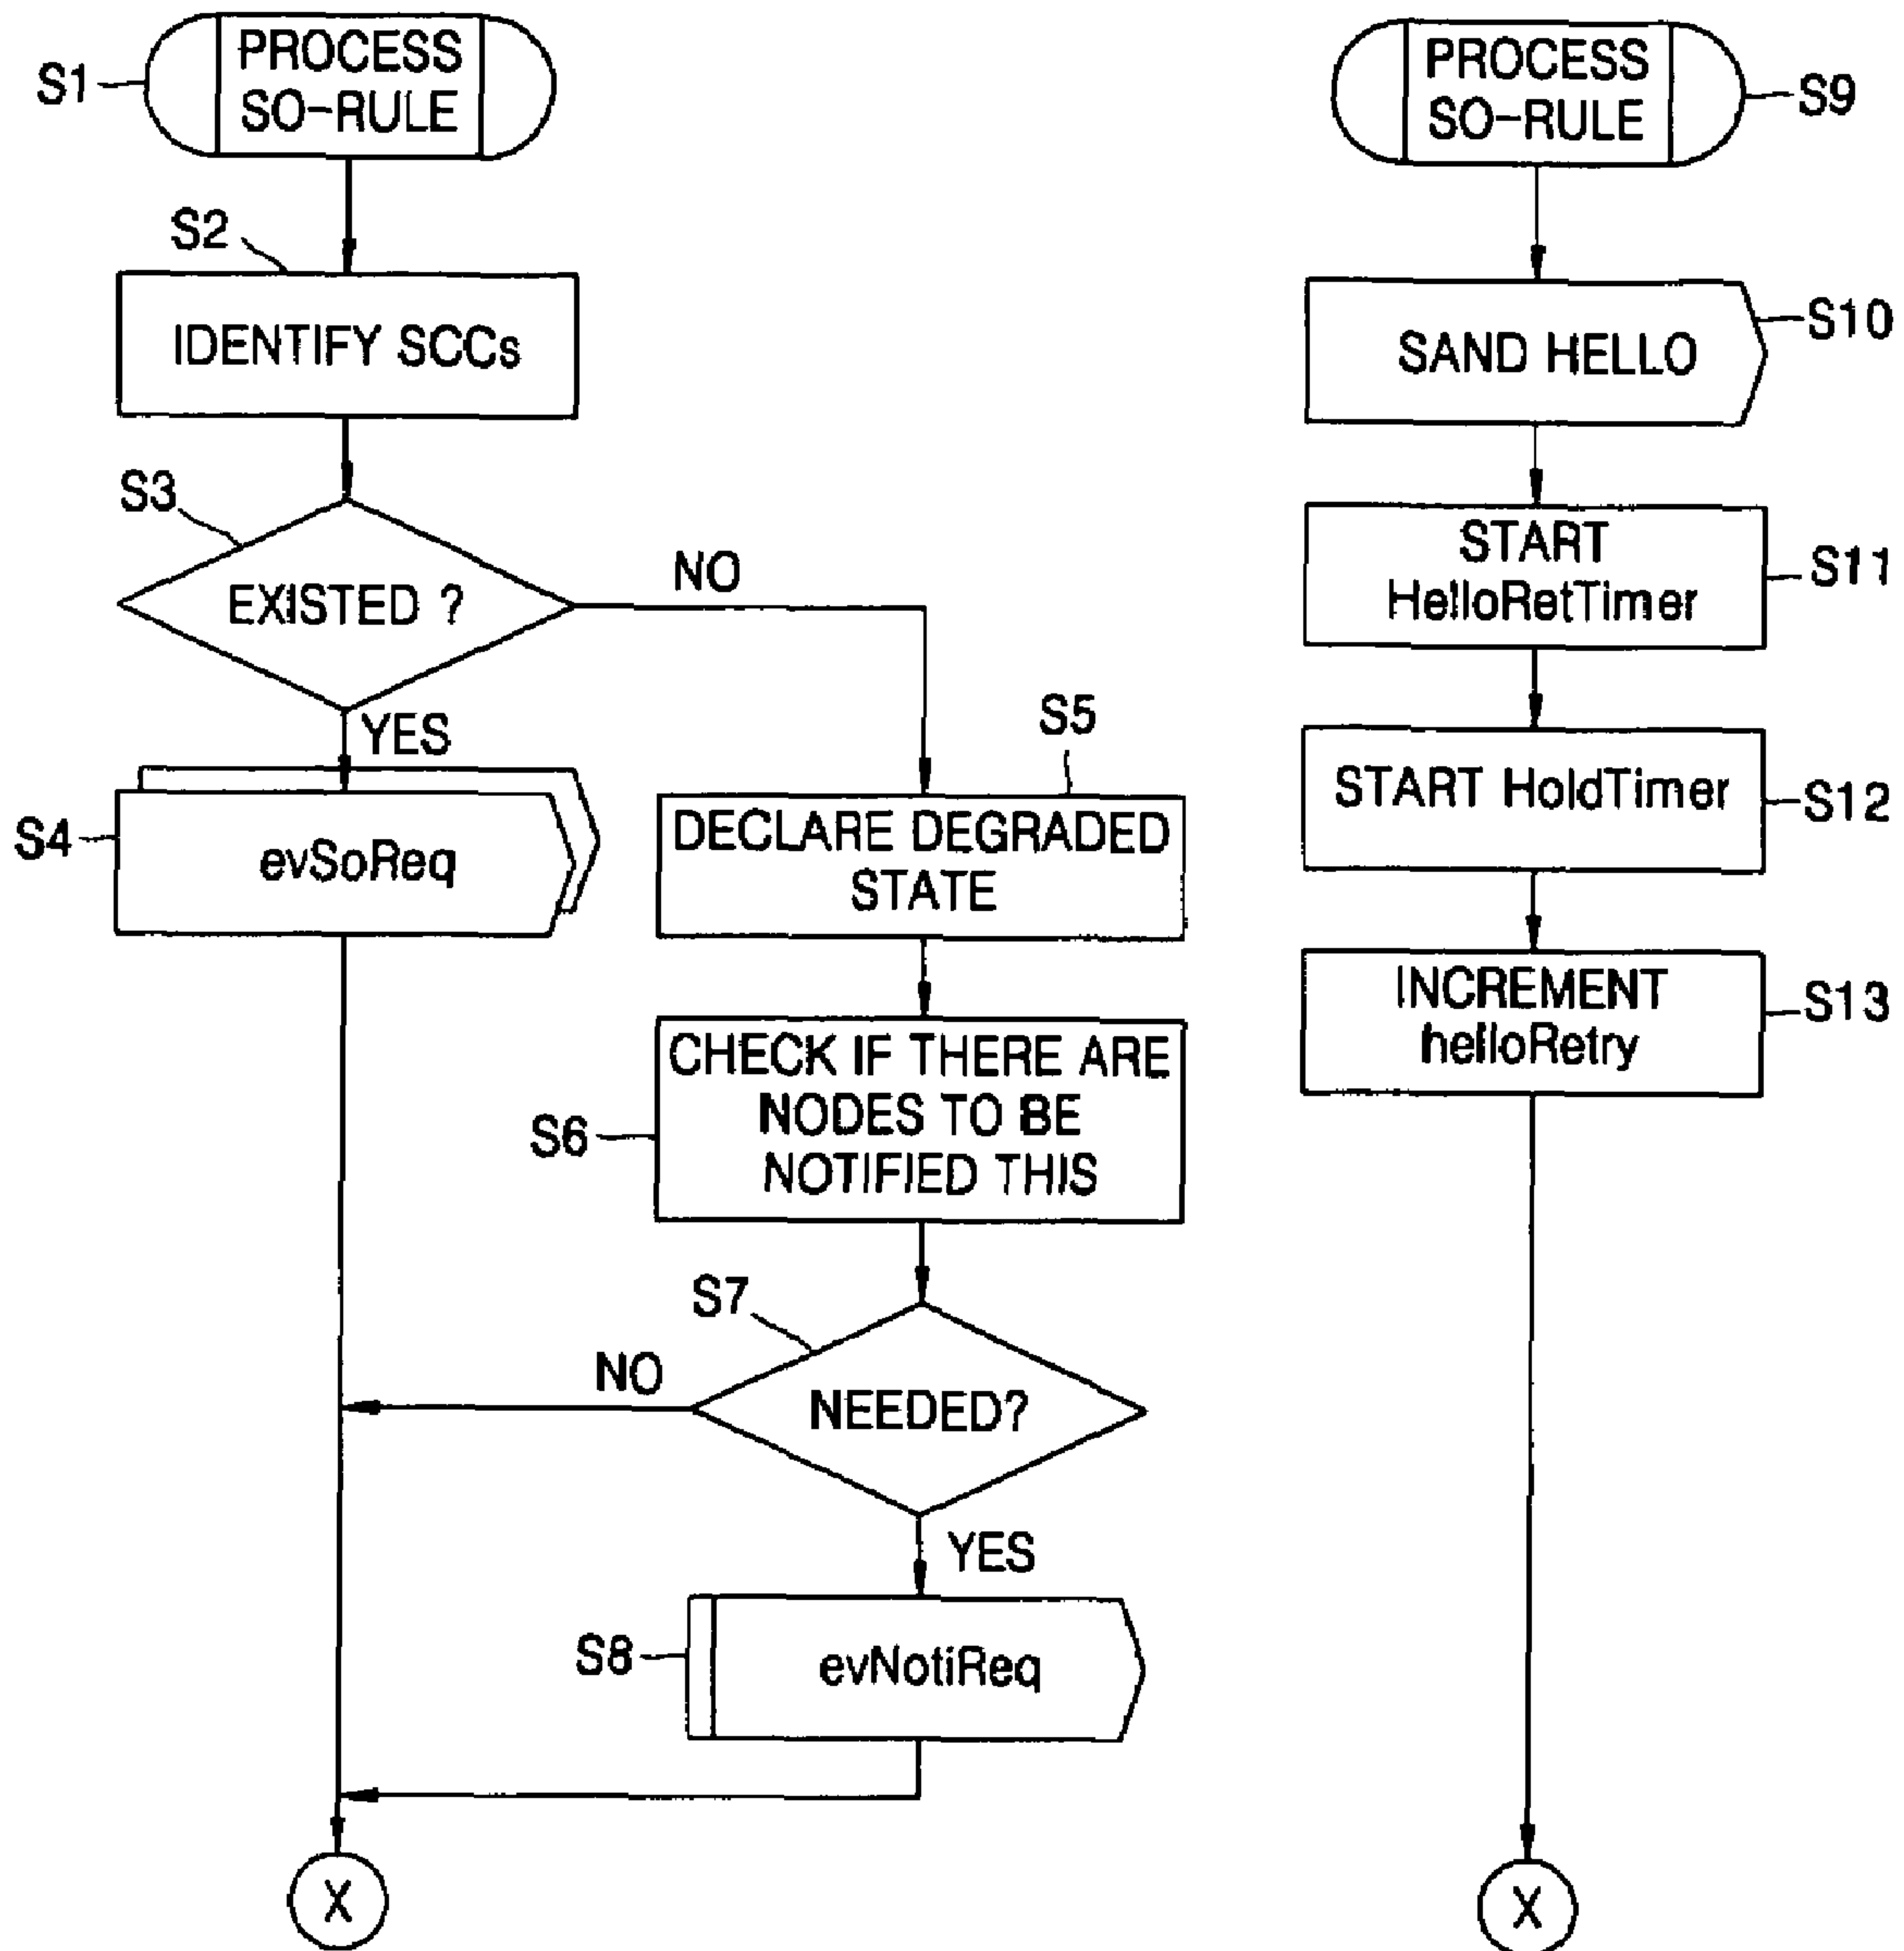 S1
PROCESS
SO-RULE
S2
IDENTIFY SCCs
S3
EXISTED ?
NO
YES
S4
evSoReq
S5
DECLARE DEGRADED
STATE
S6
CHECK IF THERE ARE
NODES TO BE
NOTIFIED THIS
S7
NO
NEEDED?
YES
S8
evNotiReq
X
PROCESS
SO-RULE
S9
SAND HELLO
S10
START
HelloRetTimer
S11
START HoldTimer
S12
INCREMENT
helloRetry
S13
X